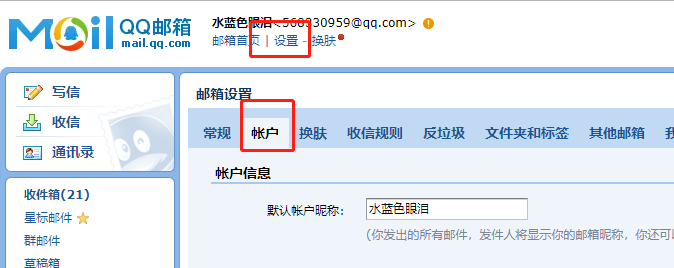 Mail QQ邮箱
mail.qq.com
水蓝色眼泪<568930959@qq.com>
邮箱首页 | 设置 - 换肤
写信
收信
通讯录
收件箱(21)
星标邮件
群邮件
草稿箱
邮箱设置
常规 帐户 换肤 收信规则 反垃圾 文件夹和标签 其他邮箱
帐户信息
默认帐户昵称： 水蓝色眼泪
(你发出的所有邮件，发件人将显示你的邮箱昵称，你还可以